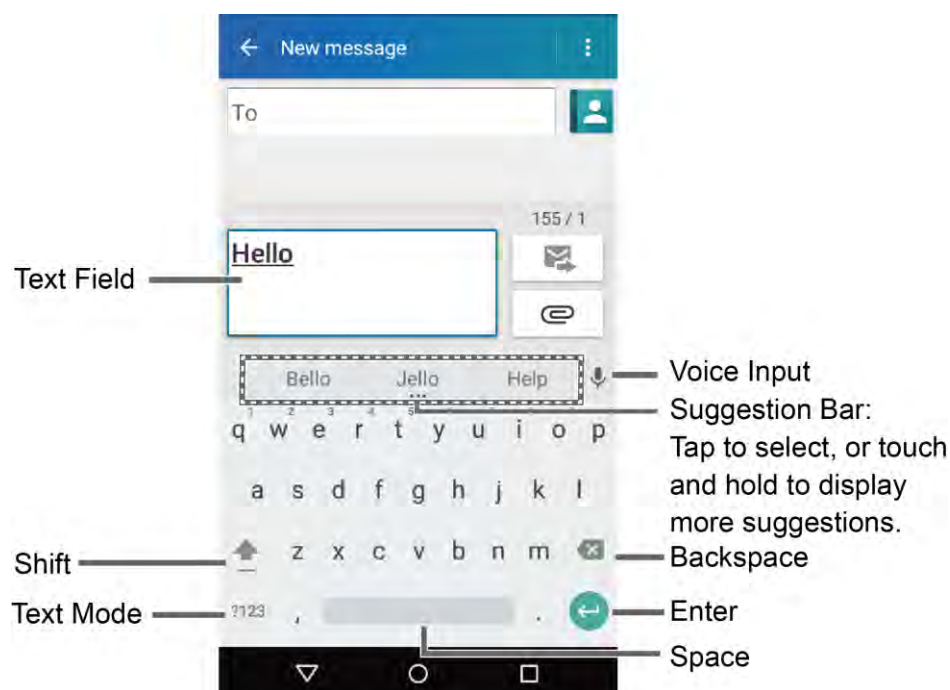 New message
To
155 / 1
Hello
Text Field
Bello Jello Help
Voice Input
Suggestion Bar:
Tap to select, or touch
and hold to display
more suggestions.
1 2 3 4 5
q w e r t y u i o p
a s d f g h j k l
Shift
z x c v b n m
Backspace
Text Mode
?123 , .
Enter
Space